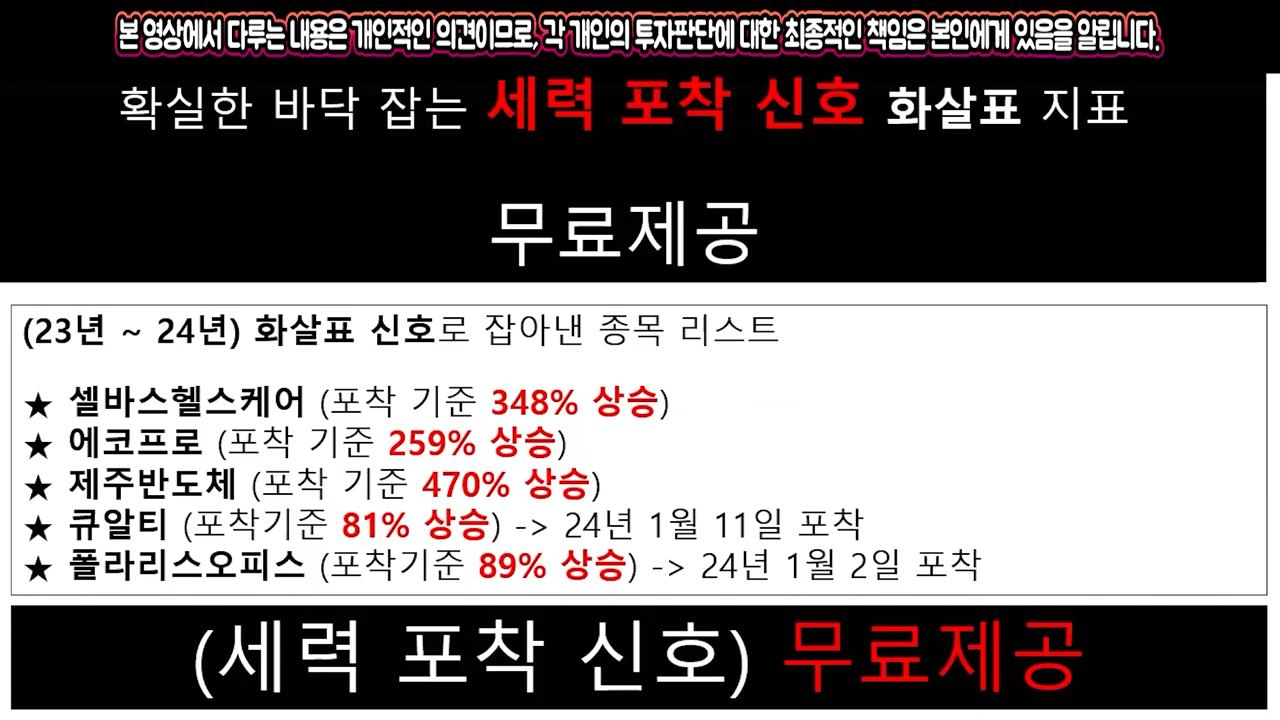 본 영상에서 다루는 내용은 개인적인 의견이므로, 각 개인의 투자판단에 대한 최종적인 책임은 본인에게 있음을 알립니다.
확실한 바닥 잡는 세력 포착 신호 화살표 지표
무료제공
(23년 ~ 24년) 화살표 신호로 잡아낸 종목 리스트
★ 셀바스헬스케어 (포착 기준 348% 상승)
★ 에코프로 (포착 기준 259% 상승)
★ 제주반도체 (포착 기준 470% 상승)
★ 큐알티 (포착기준 81% 상승) -> 24년 1월 11일 포착
★ 폴라리스오피스 (포착기준 89% 상승) -> 24년 1월 2일 포착
(세력 포착 신호) 무료제공